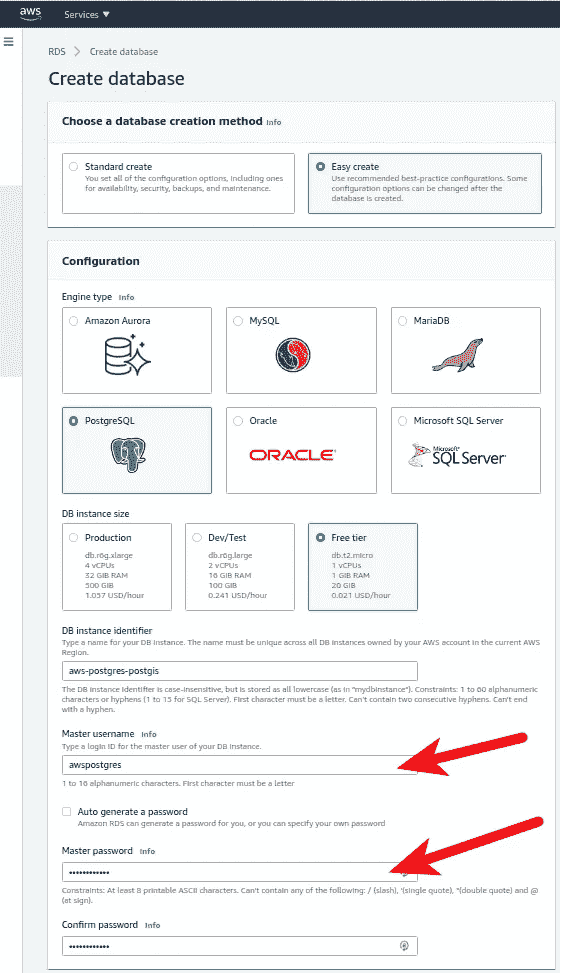 aws
Services ▼
RDS > Create database
Create database
Choose a database creation method Info
Standard create
You set all of the configuration options, including ones
for availability, security, backups, and maintenance.
Easy create
Use recommended best-practice configurations. Some
configuration options can be changed after the
database is created.
Configuration
Engine type Info
Amazon Aurora
MySQL
MariaDB
PostgreSQL
Oracle
ORACLE
Microsoft SQL Server
Microsoft®
SQL Server
DB instance size
Production
db.r6g.xlarge
4 vCPUs
32 GiB RAM
500 GiB
1.057 USD/hour
Dev/Test
db.r6g.large
2 vCPUs
16 GiB RAM
100 GiB
0.241 USD/hour
Free tier
db.t2.micro
1 vCPUs
1 GiB RAM
20 GiB
0.021 USD/hour
DB instance identifier
Type a name for your DB instance. The name must be unique across all DB instances owned by your AWS account in the current AWS
Region.
aws-postgres-postgis
The DB instance identifier is case-insensitive, but is stored as all lowercase (as in "mydbinstance"). Constraints: 1 to 60 alphanumeric
characters or hyphens (1 to 15 for SQL Server). First character must be a letter. Can't contain two consecutive hyphens. Can't end
with a hyphen.
Master username Info
Type a login ID for the master user of your DB instance.
awspostgres
1 to 16 alphanumeric characters. First character must be a letter
Auto generate a password
Amazon RDS can generate a password for you, or you can specify your own password
Master password Info
••••••••••••
Constraints: At least 8 printable ASCII characters. Can't contain any of the following: / (slash), '(single quote), "(double quote) and @
(at sign).
Confirm password Info
••••••••••••